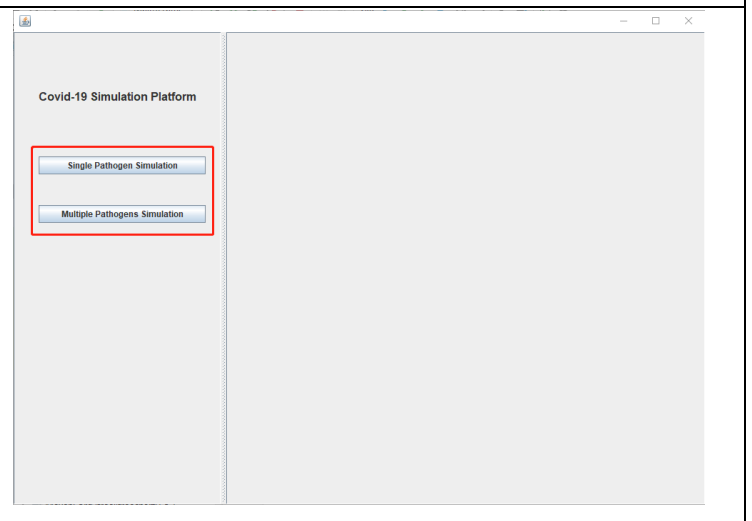 Covid-19 Simulation Platform
Single Pathogen Simulation
Multiple Pathogens Simulation